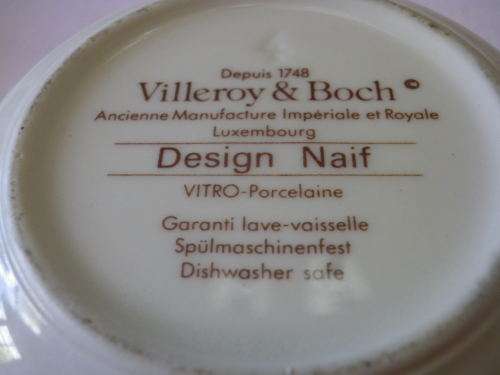 Depuis 1748
Villeroy & Boch ©
Ancienne Manufacture Impériale et Royale
Luxembourg
Design Naif
VITRO-Porcelaine
Garanti lave-vaisselle
Spülmaschinenfest
Dishwasher safe